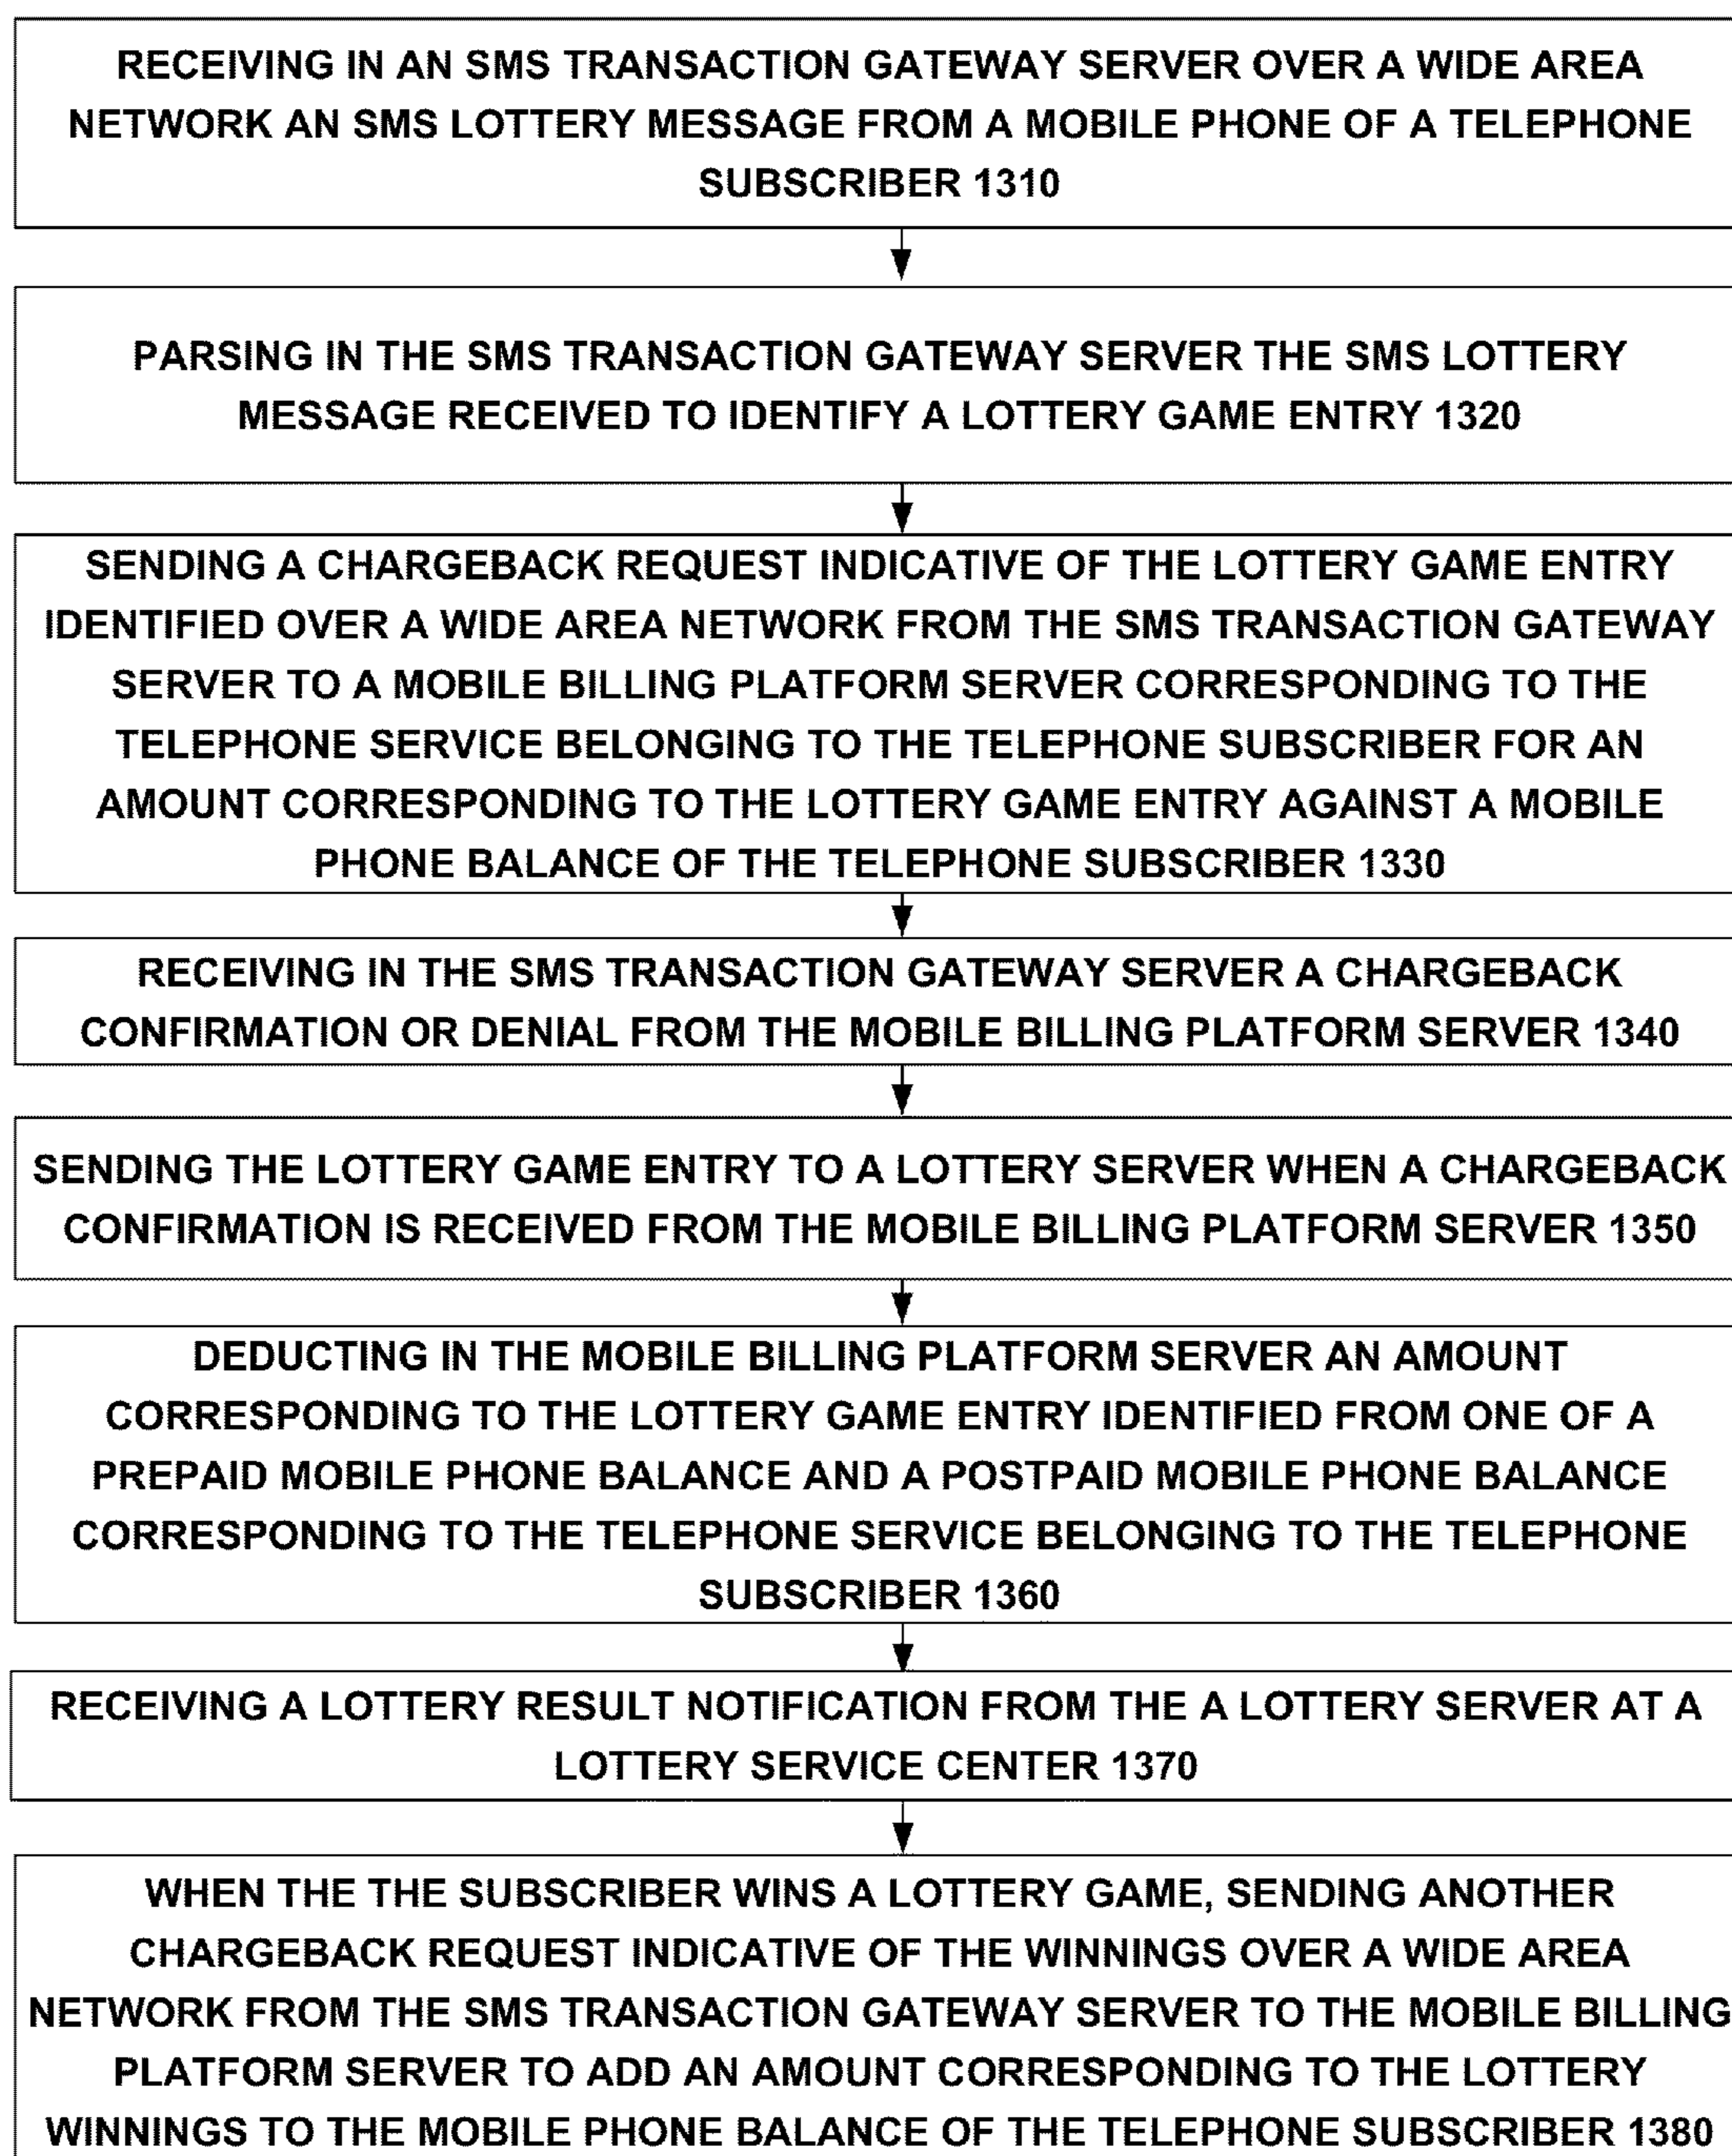 RECEIVING IN AN SMS TRANSACTION GATEWAY SERVER OVER A WIDE AREA
NETWORK AN SMS LOTTERY MESSAGE FROM A MOBILE PHONE OF A TELEPHONE
SUBSCRIBER 1310
PARSING IN THE SMS TRANSACTION GATEWAY SERVER THE SMS LOTTERY
MESSAGE RECEIVED TO IDENTIFY A LOTTERY GAME ENTRY 1320
SENDING A CHARGEBACK REQUEST INDICATIVE OF THE LOTTERY GAME ENTRY
IDENTIFIED OVER A WIDE AREA NETWORK FROM THE SMS TRANSACTION GATEWAY
SERVER TO A MOBILE BILLING PLATFORM SERVER CORRESPONDING TO THE
TELEPHONE SERVICE BELONGING TO THE TELEPHONE SUBSCRIBER FOR AN
AMOUNT CORRESPONDING TO THE LOTTERY GAME ENTRY AGAINST A MOBILE
PHONE BALANCE OF THE TELEPHONE SUBSCRIBER 1330
RECEIVING IN THE SMS TRANSACTION GATEWAY SERVER A CHARGEBACK
CONFIRMATION OR DENIAL FROM THE MOBILE BILLING PLATFORM SERVER 1340
SENDING THE LOTTERY GAME ENTRY TO A LOTTERY SERVER WHEN A CHARGEBACK
CONFIRMATION IS RECEIVED FROM THE MOBILE BILLING PLATFORM SERVER 1350
DEDUCTING IN THE MOBILE BILLING PLATFORM SERVER AN AMOUNT
CORRESPONDING TO THE LOTTERY GAME ENTRY IDENTIFIED FROM ONE OF A
PREPAID MOBILE PHONE BALANCE AND A POSTPAID MOBILE PHONE BALANCE
CORRESPONDING TO THE TELEPHONE SERVICE BELONGING TO THE TELEPHONE
SUBSCRIBER 1360
RECEIVING A LOTTERY RESULT NOTIFICATION FROM THE A LOTTERY SERVER AT A
LOTTERY SERVICE CENTER 1370
WHEN THE THE SUBSCRIBER WINS A LOTTERY GAME, SENDING ANOTHER
CHARGEBACK REQUEST INDICATIVE OF THE WINNINGS OVER A WIDE AREA
NETWORK FROM THE SMS TRANSACTION GATEWAY SERVER TO THE MOBILE BILLING
PLATFORM SERVER TO ADD AN AMOUNT CORRESPONDING TO THE LOTTERY
WINNINGS TO THE MOBILE PHONE BALANCE OF THE TELEPHONE SUBSCRIBER 1380